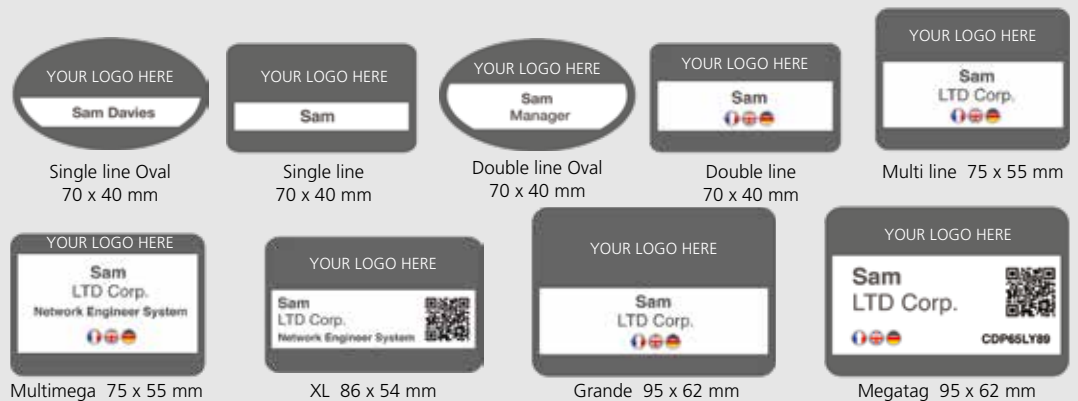 YOUR LOGO HERE
Sam Davies
Single line Oval
70 x 40 mm
YOUR LOGO HERE
Sam
Single line
70 x 40 mm
YOUR LOGO HERE
Sam
Manager
Double line Oval
70 x 40 mm
YOUR LOGO HERE
Sam
Double line
70 x 40 mm
YOUR LOGO HERE
Sam
LTD Corp.
Multi line 75 x 55 mm
YOUR LOGO HERE
Sam
LTD Corp.
Network Engineer System
Multimega 75 x 55 mm
YOUR LOGO HERE
Sam
LTD Corp.
Network Engineer System
XL 86 x 54 mm
YOUR LOGO HERE
Sam
LTD Corp.
Grande 95 x 62 mm
YOUR LOGO HERE
Sam
LTD Corp.
CDP65LY89
Megatag 95 x 62 mm